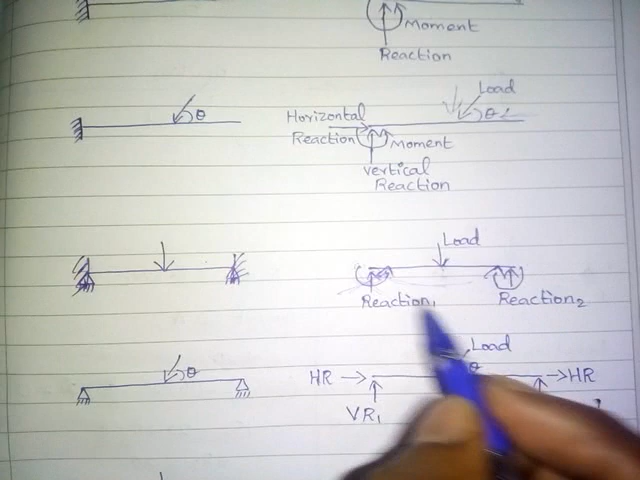 Moment
Reaction
θ
Load
θ
Horizontal
Reaction
Moment
Vertical
Reaction
Load
Reaction₁
Reaction₂
θ
Load
θ
HR
HR
VR₁